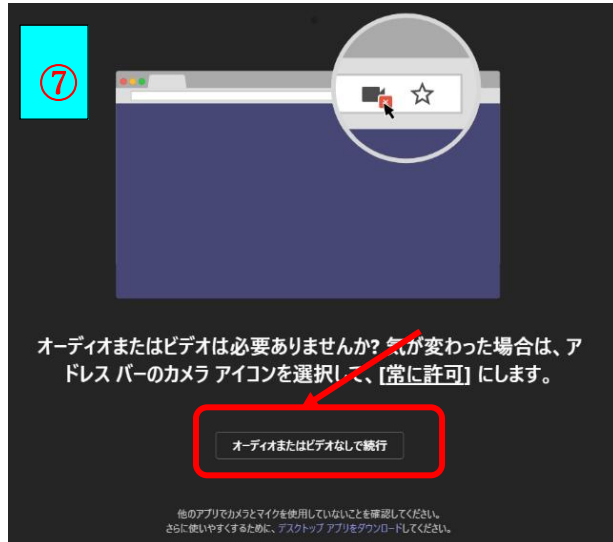 ⑦
オーディオまたはビデオは必要ありませんか? 気が変わった場合は、ア
ドレス バーのカメラ アイコンを選択して、[常に許可] にします。
オーディオまたはビデオなしで続行
他のアプリでカメラとマイクを使用していないことを確認してください。
さらに使いやすくするために、デスクトップ アプリをダウンロードしてください。